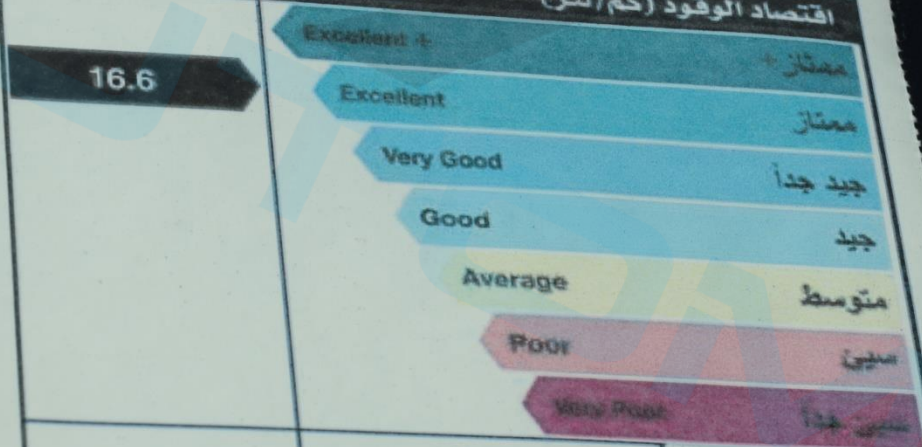 اقتصاد الوقود (كم/لتر)
Excellent + ممتاز +
16.6
Excellent ممتاز
Very Good جيد جداً
Good جيد
Average متوسط
Poor سيئ
Very Poor سيئ جداً